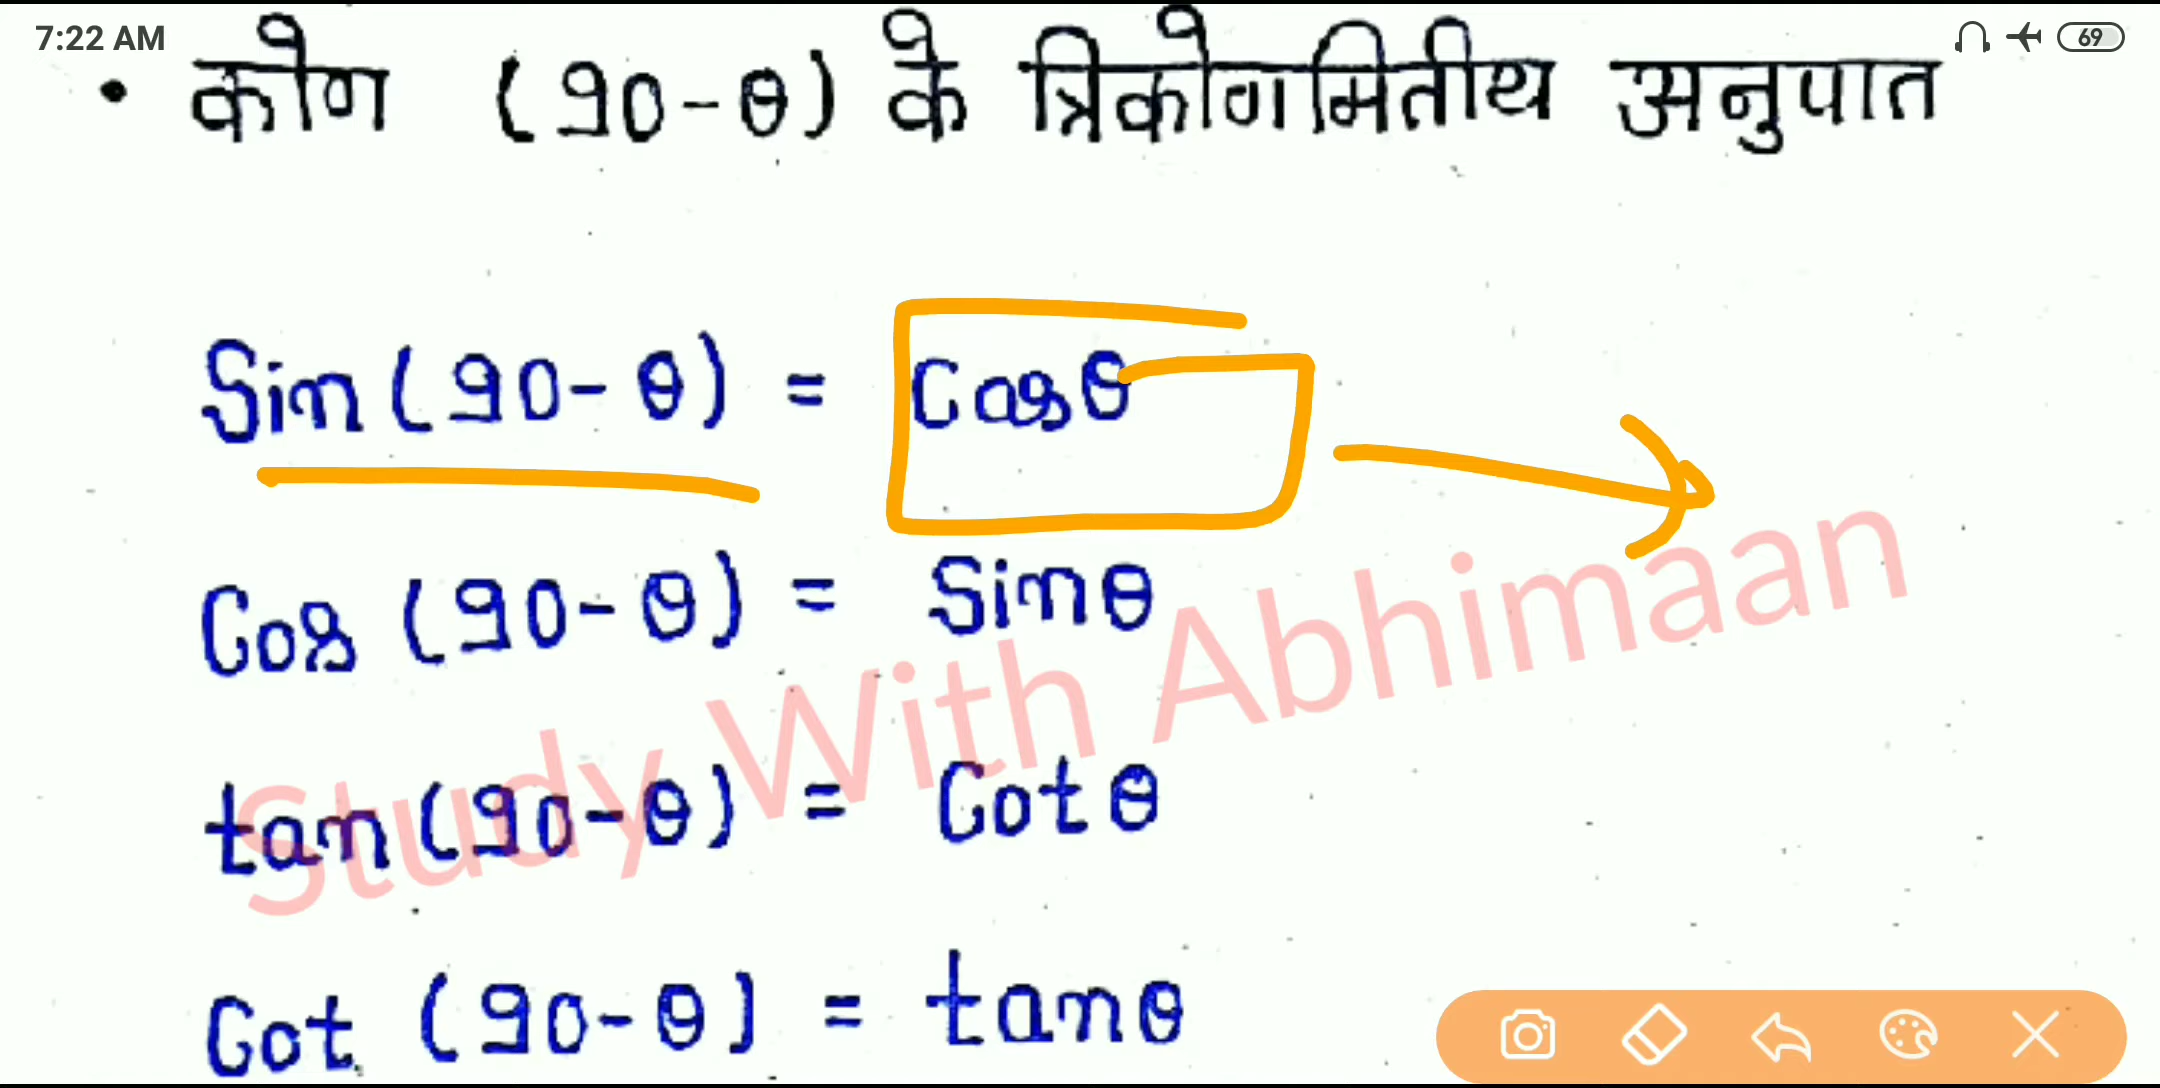 7:22 AM 69
• कोण (90-θ) के त्रिकोणमितीय अनुपात
Sin (90-θ) = Cosθ
Cos (90-θ) = Sinθ
Study With Abhimaan
tan (90-θ) = Cotθ
Cot (90-θ) = tanθ